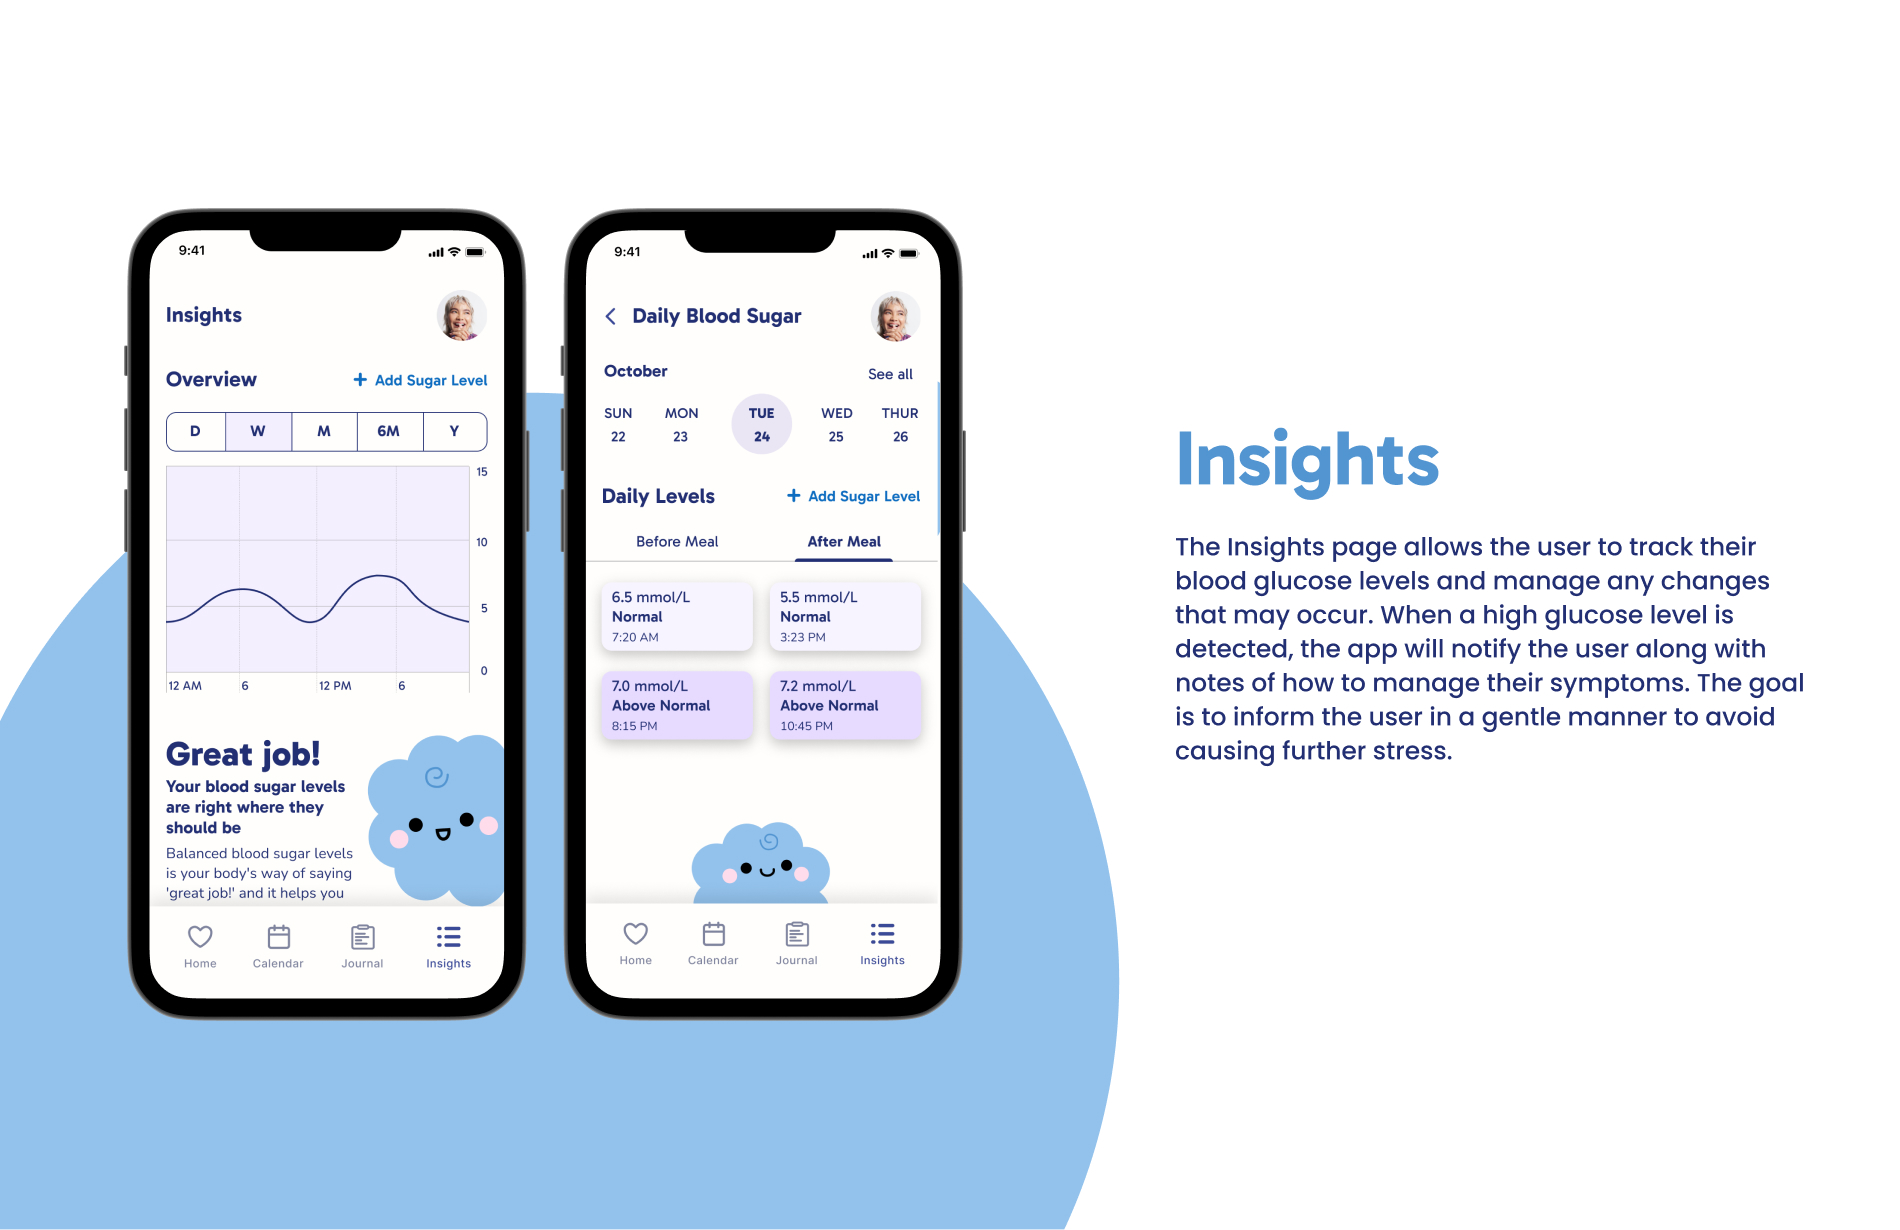 9:41
Insights
Overview
+ Add Sugar Level
D W M 6M Y
15
10
5
0
12 AM 6 12 PM 6
Great job!
Your blood sugar levels
are right where they
should be
Balanced blood sugar levels
is your body's way of saying
'great job!' and it helps you
Home Calendar Journal Insights
9:41
Daily Blood Sugar
October See all
SUN MON TUE WED THUR
22 23 24 25 26
Daily Levels + Add Sugar Level
Before Meal After Meal
6.5 mmol/L
Normal
7:20 AM
5.5 mmol/L
Normal
3:23 PM
7.0 mmol/L
Above Normal
8:15 PM
7.2 mmol/L
Above Normal
10:45 PM
Home Calendar Journal Insights
Insights
The Insights page allows the user to track their
blood glucose levels and manage any changes
that may occur. When a high glucose level is
detected, the app will notify the user along with
notes of how to manage their symptoms. The goal
is to inform the user in a gentle manner to avoid
causing further stress.